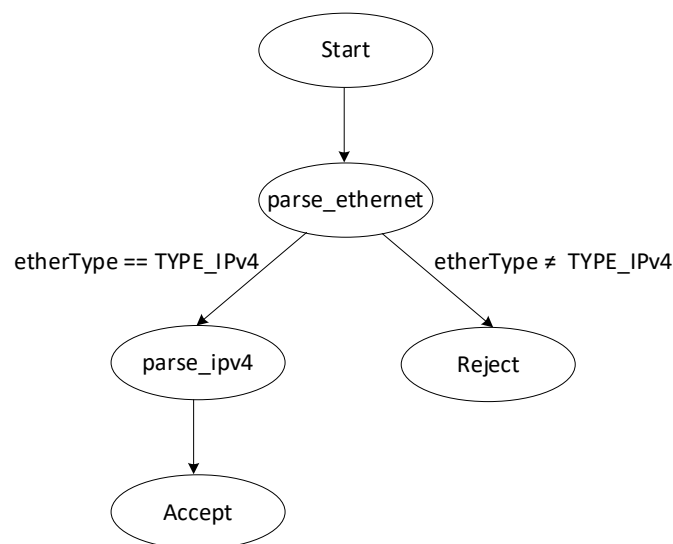 Start
parse_ethernet
etherType == TYPE_IPv4
etherType ≠ TYPE_IPv4
parse_ipv4
Reject
Accept